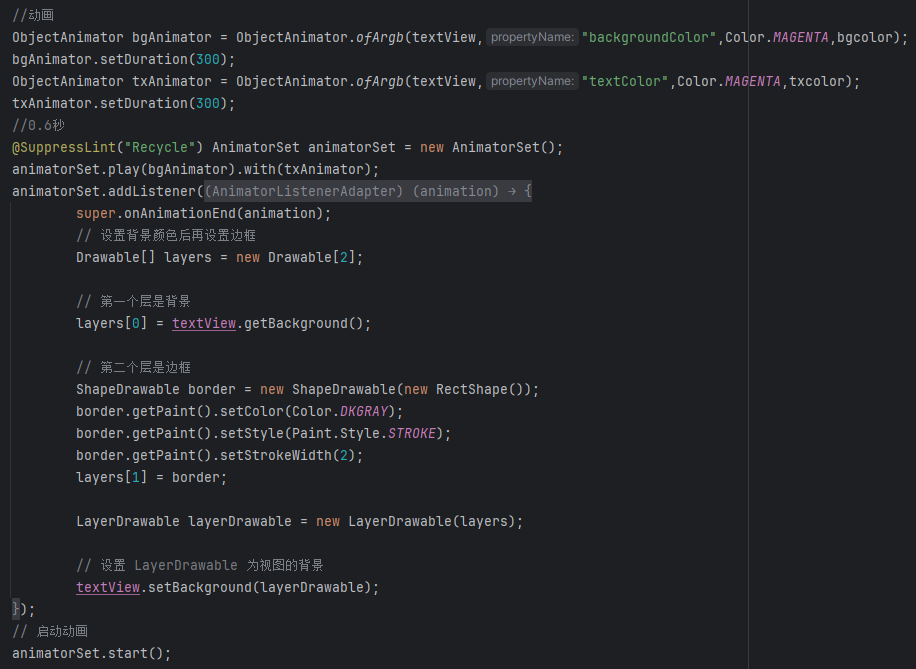 //动画
ObjectAnimator bgAnimator = ObjectAnimator.ofArgb(textView, propertyName: "backgroundColor",Color.MAGENTA,bgcolor);
bgAnimator.setDuration(300);
ObjectAnimator txAnimator = ObjectAnimator.ofArgb(textView, propertyName: "textColor",Color.MAGENTA,txcolor);
txAnimator.setDuration(300);
//0.6秒
@SuppressLint("Recycle") AnimatorSet animatorSet = new AnimatorSet();
animatorSet.play(bgAnimator).with(txAnimator);
animatorSet.addListener((AnimatorListenerAdapter) (animation) → {
super.onAnimationEnd(animation);
// 设置背景颜色后再设置边框
Drawable[] layers = new Drawable[2];
// 第一个层是背景
layers[0] = textView.getBackground();
// 第二个层是边框
ShapeDrawable border = new ShapeDrawable(new RectShape());
border.getPaint().setColor(Color.DKGRAY);
border.getPaint().setStyle(Paint.Style.STROKE);
border.getPaint().setStrokeWidth(2);
layers[1] = border;
LayerDrawable layerDrawable = new LayerDrawable(layers);
// 设置 LayerDrawable 为视图的背景
textView.setBackground(layerDrawable);
});
// 启动动画
animatorSet.start();